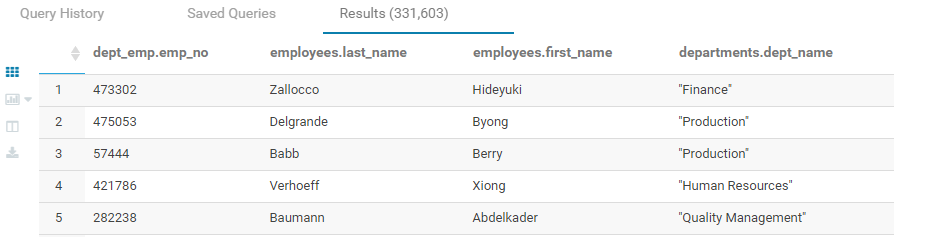 Query History Saved Queries Results (331,603)
dept_emp.emp_no employees.last_name employees.first_name departments.dept_name
1 473302 Zallocco Hideyuki "Finance"
2 475053 Delgrande Byong "Production"
3 57444 Babb Berry "Production"
4 421786 Verhoeff Xiong "Human Resources"
5 282238 Baumann Abdelkader "Quality Management"